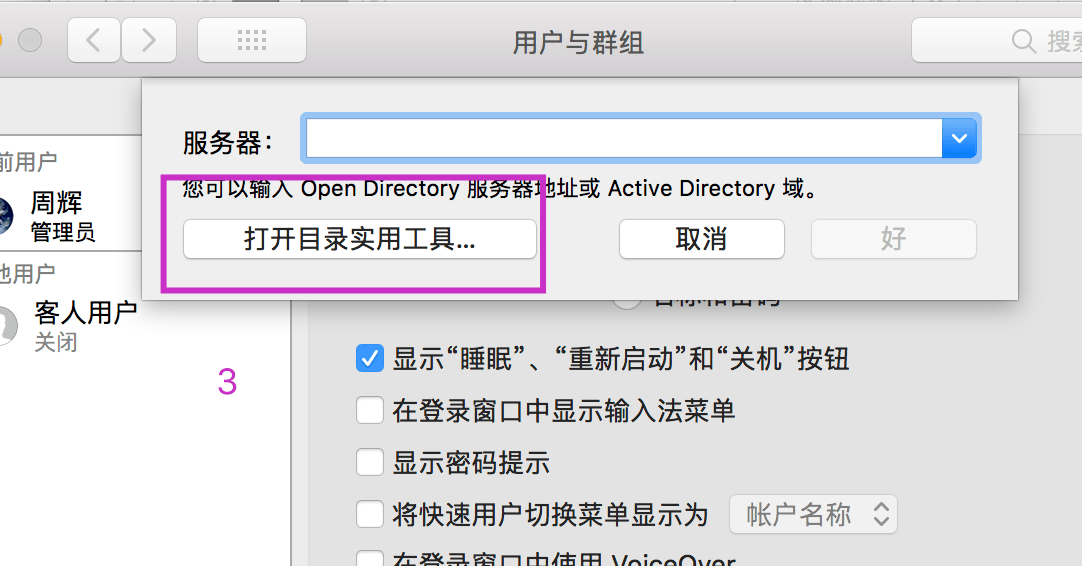 用户与群组
搜索
服务器：
您可以输入 Open Directory 服务器地址或 Active Directory 域。
打开目录实用工具...
取消
好
前用户
周辉
管理员
他用户
客人用户
关闭
3
名称和密码
显示“睡眠”、“重新启动”和“关机”按钮
在登录窗口中显示输入法菜单
显示密码提示
将快速用户切换菜单显示为
帐户名称
在登录窗口中使用 VoiceOver